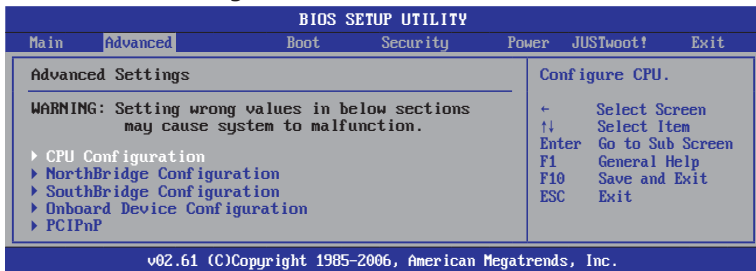 BIOS SETUP UTILITY
Main Advanced Boot Security Power JUSTwoot! Exit
Advanced Settings
WARNING: Setting wrong values in below sections
may cause system to malfunction.
▶ CPU Configuration
▶ NorthBridge Configuration
▶ SouthBridge Configuration
▶ Onboard Device Configuration
▶ PCIPnP
Configure CPU.
← Select Screen
↑↓ Select Item
Enter Go to Sub Screen
F1 General Help
F10 Save and Exit
ESC Exit
v02.61 (C)Copyright 1985-2006, American Megatrends, Inc.